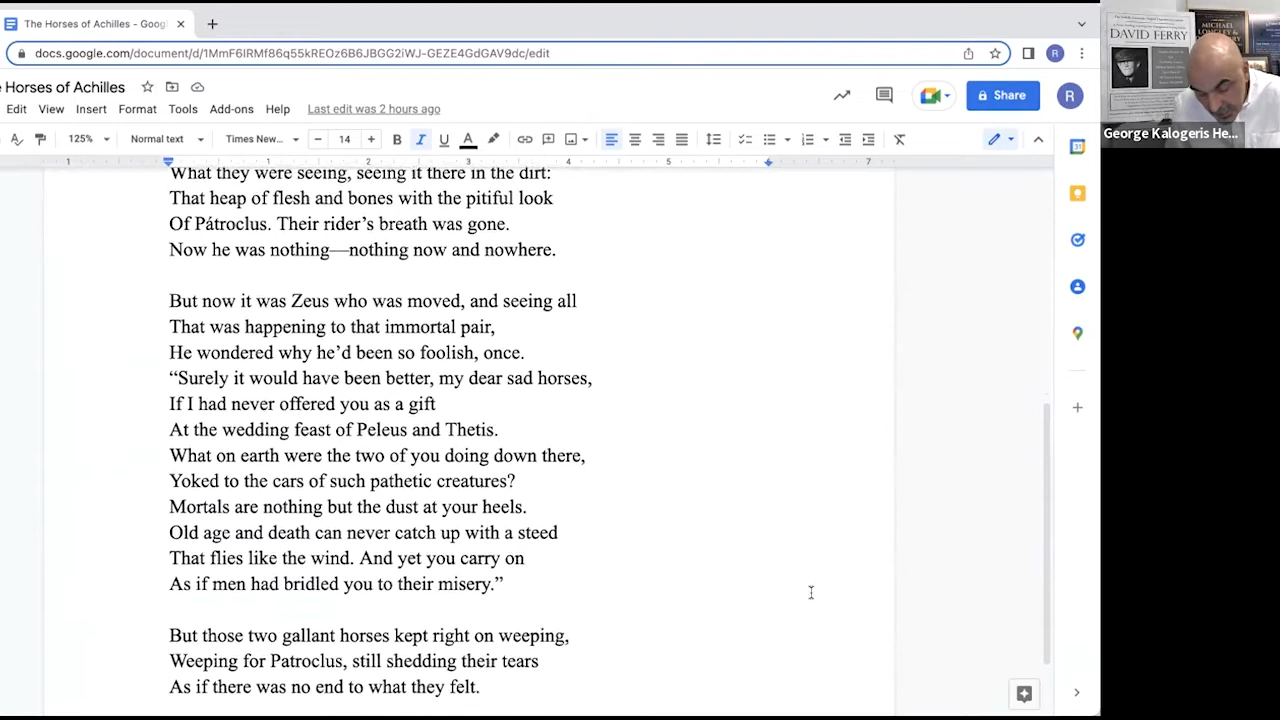 The Horses of Achilles - Goog
docs.google.com/document/d/1MmF6IRMf86q55kREOz6B6JBGG2iWJ-GEZE4GdGAV9dc/edit
e Horses of Achilles
Edit View Insert Format Tools Add-ons Help Last edit was 2 hours ago
Share
R
R
125% Normal text Times New... 14 B I U A
1 1 2 3 4 5 6 7
What they were seeing, seeing it there in the dirt:
That heap of flesh and bones with the pitiful look
Of Pátroclus. Their rider’s breath was gone.
Now he was nothing—nothing now and nowhere.
But now it was Zeus who was moved, and seeing all
That was happening to that immortal pair,
He wondered why he’d been so foolish, once.
“Surely it would have been better, my dear sad horses,
If I had never offered you as a gift
At the wedding feast of Peleus and Thetis.
What on earth were the two of you doing down there,
Yoked to the cars of such pathetic creatures?
Mortals are nothing but the dust at your heels.
Old age and death can never catch up with a steed
That flies like the wind. And yet you carry on
As if men had bridled you to their misery.”
But those two gallant horses kept right on weeping,
Weeping for Patroclus, still shedding their tears
As if there was no end to what they felt.
DAVID FERRY
MICHAEL
LONGLEY
George Kalogeris He...
31